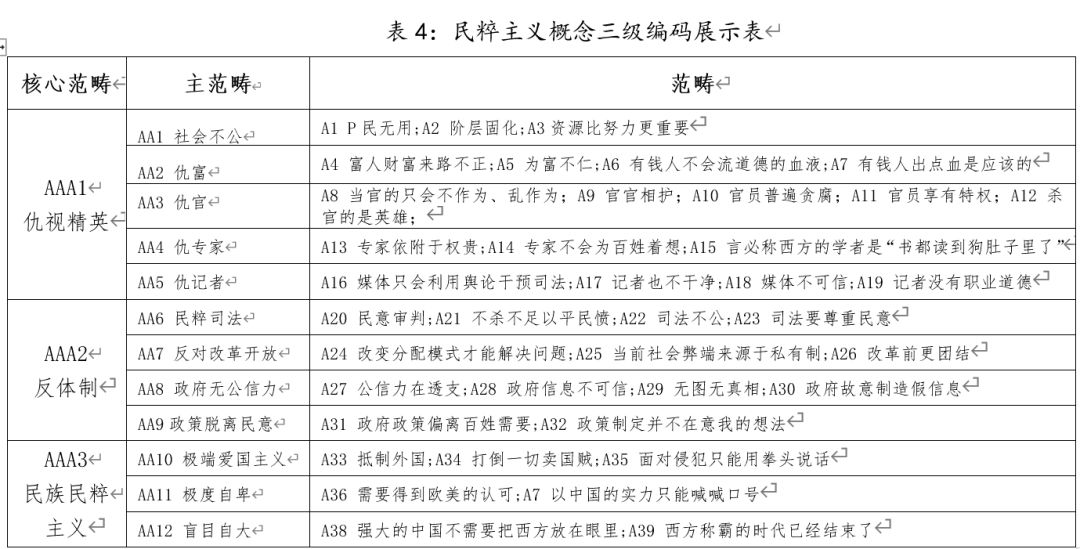 表 4：民粹主义概念三级编码展示表
核心范畴 主范畴 范畴
AAA1
仇视精英
AA1 社会不公 A1 P民无用;A2 阶层固化;A3资源比努力更重要
AA2 仇富 A4 富人财富来路不正;A5 为富不仁;A6 有钱人不会流道德的血液;A7 有钱人出点血是应该的
AA3 仇官 A8 当官的只会不作为、乱作为；A9 官官相护；A10 官员普遍贪腐；A11 官员享有特权；A12 杀
官的是英雄；
AA4 仇专家 A13 专家依附于权贵;A14 专家不会为百姓着想;A15 言必称西方的学者是“书都读到狗肚子里了”
AA5 仇记者 A16 媒体只会利用舆论干预司法;A17 记者也不干净;A18 媒体不可信;A19 记者没有职业道德
AAA2
反体制
AA6 民粹司法 A20 民意审判;A21 不杀不足以平民愤;A22 司法不公;A23 司法要尊重民意
AA7 反对改革开放 A24 改变分配模式才能解决问题;A25 当前社会弊端来源于私有制;A26 改革前更团结
AA8 政府无公信力 A27 公信力在透支;A28 政府信息不可信;A29 无图无真相;A30 政府故意制造假信息
AA9政策脱离民意 A31 政府政策偏离百姓需要;A32 政策制定并不在意我的想法
AAA3
民族民粹
主义
AA10 极端爱国主义 A33 抵制外国;A34 打倒一切卖国贼;A35 面对侵犯只能用拳头说话
AA11 极度自卑 A36 需要得到欧美的认可;A7 以中国的实力只能喊喊口号
AA12 盲目自大 A38 强大的中国不需要把西方放在眼里;A39 西方称霸的时代已经结束了